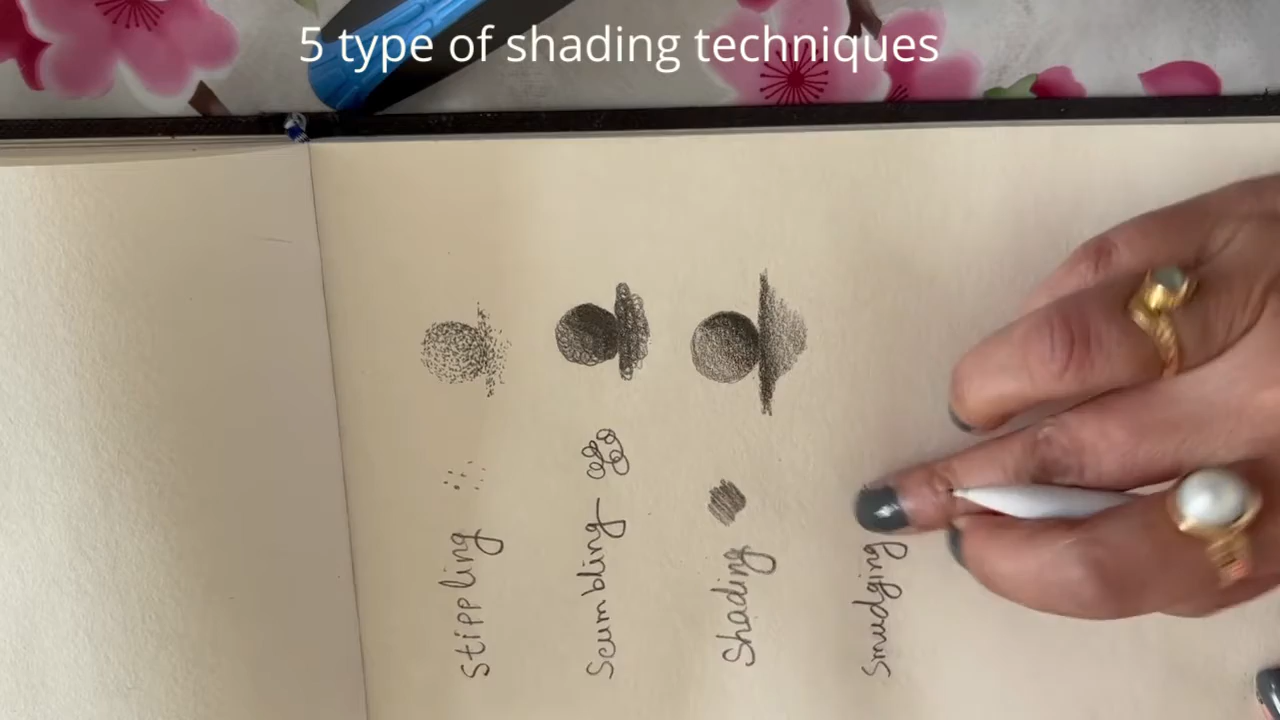 5 type of shading techniques
Stippling
Scumbling
Shading
Smudging